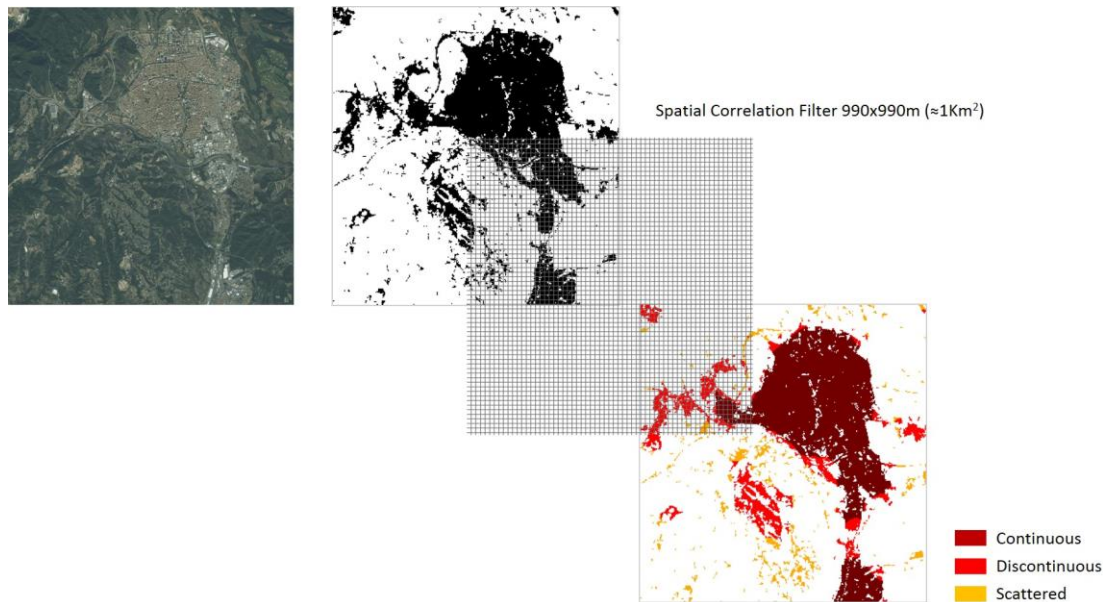 Spatial Correlation Filter 990x990m (≈1Km²)
Continuous
Discontinuous
Scattered